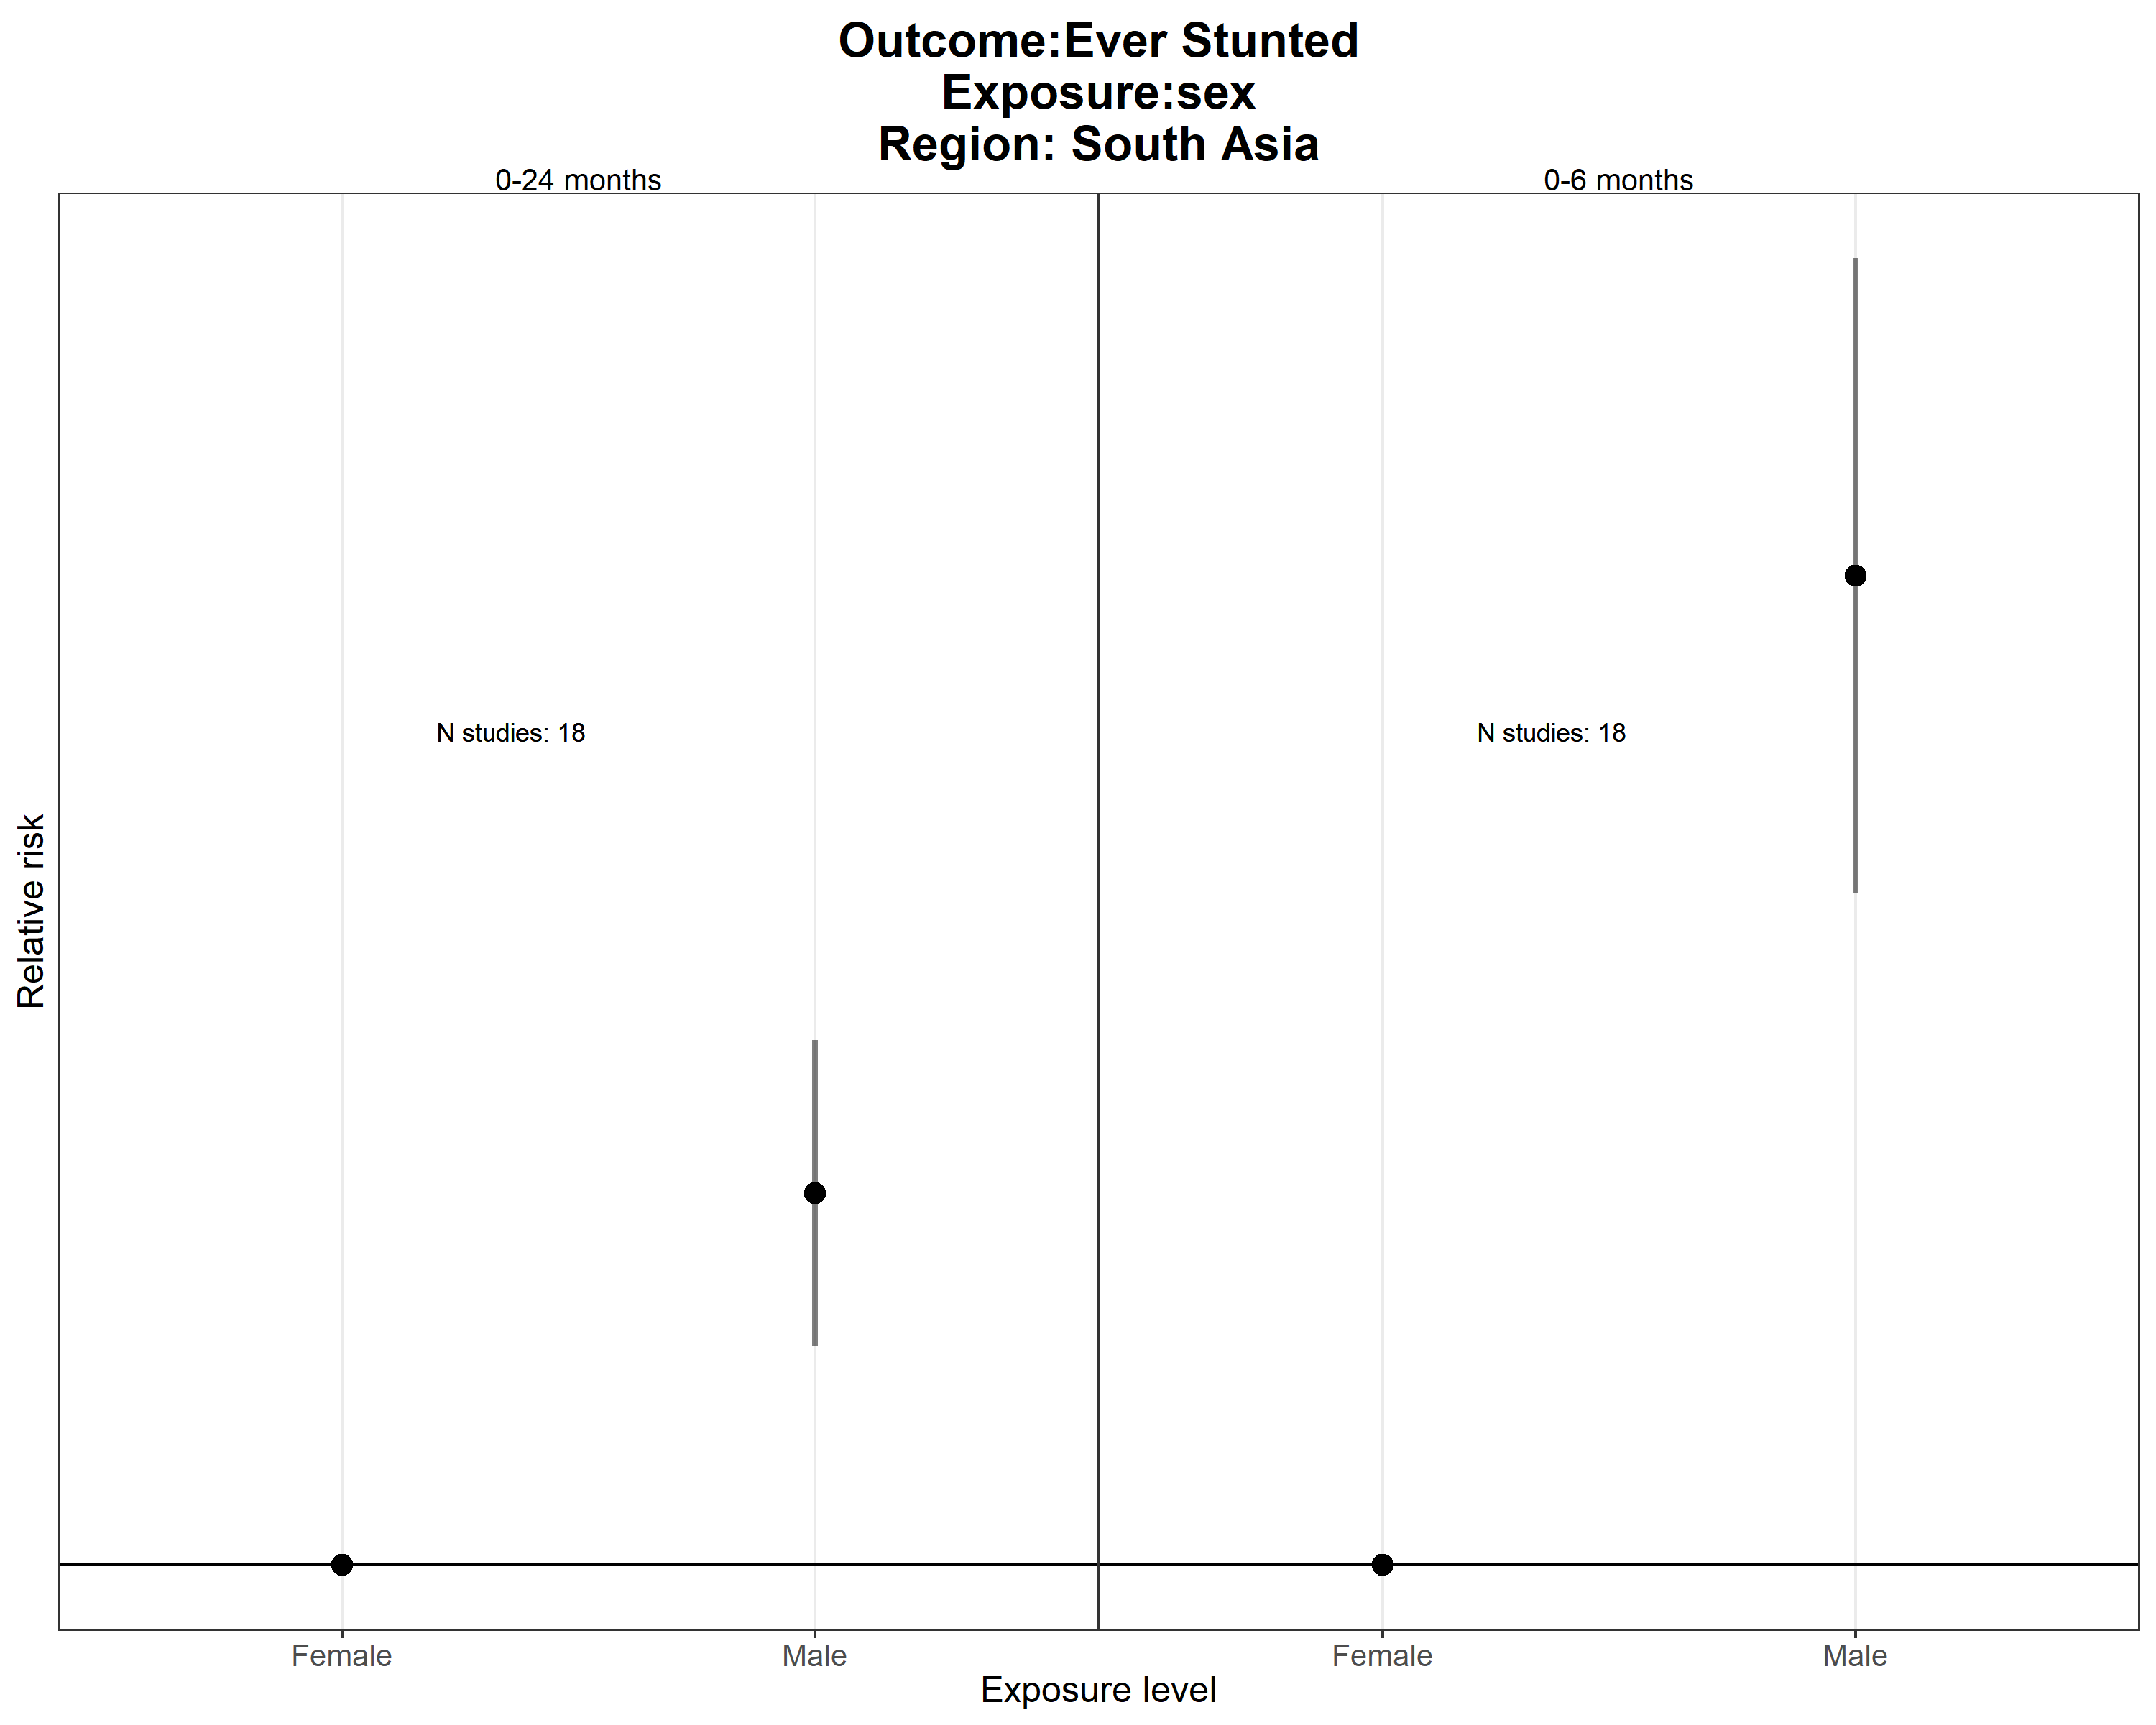 Outcome:Ever Stunted
Exposure:sex
Region: South Asia
0-24 months
0-6 months
N studies: 18
N studies: 18
Relative risk
Female
Male
Female
Male
Exposure level